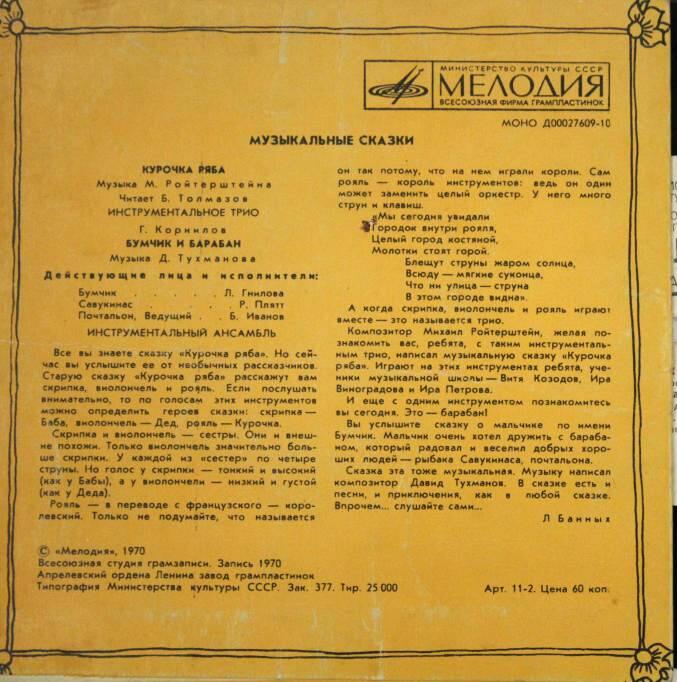 МИНИСТЕРСТВО КУЛЬТУРЫ СССР
МЕЛОДИЯ
ВСЕСОЮЗНАЯ ФИРМА ГРАМПЛАСТИНОК
МОНО Д00027609-10
МУЗЫКАЛЬНЫЕ СКАЗКИ
КУРОЧКА РЯБА
Музыка М. Ройтерштейна
Читает Б. Толмазов
ИНСТРУМЕНТАЛЬНОЕ ТРИО
Г. Корнилов
БУМЧИК И БАРАБАН
Музыка Д. Тухманова
Действующие лица и исполнители:
Бумчик . . . . . Л. Гнилова
Савукинас . . . . Р. Плятт
Почтальон, Ведущий . . Б. Иванов
ИНСТРУМЕНТАЛЬНЫЙ АНСАМБЛЬ
Все вы знаете сказку «Курочка ряба». Но сей-
час вы услышите ее от необычных рассказчиков.
Старую сказку «Курочка ряба» расскажут вам
скрипка, виолончель и рояль. Если послушать
внимательно, то по голосам этих инструментов
можно определить героев сказки: скрипка —
Баба, виолончель — Дед, рояль — Курочка.
Скрипка и виолончель — сестры. Они и внеш-
не похожи. Только виолончель значительно боль-
ше скрипки. У каждой из «сестер» по четыре
струны. Но голос у скрипки — тонкий и высокий
(как у Бабы), а у виолончели — низкий и густой
(как у Деда).
Рояль — в переводе с французского — коро-
левский. Только не подумайте, что называется
он так потому, что на нем играли короли. Сам
рояль — король инструментов: ведь он один
может заменить целый оркестр. У него много
струн и клавиш.
«Мы сегодня увидали
Городок внутри рояля,
Целый город костяной,
Молотки стоят горой.
Блещут струны жаром солнца,
Всюду — мягкие суконца,
Что ни улица — струна
В этом городе видна».
А когда скрипка, виолончель и рояль играют
вместе — это называется трио.
Композитор Михаил Ройтерштейн, желая по-
знакомить вас, ребята, с таким инструменталь-
ным трио, написал музыкальную сказку «Курочка
ряба». Играют на этих инструментах ребята, уче-
ники музыкальной школы — Витя Козодов, Ира
Виноградова и Ира Петрова.
И еще с одним инструментом познакомитесь
вы сегодня. Это — барабан!
Вы услышите сказку о мальчике по имени
Бумчик. Мальчик очень хотел дружить с бараба-
ном, который радовал и веселил добрых хоро-
ших людей — рыбака Савукинаса, почтальона.
Сказка эта тоже музыкальная. Музыку написал
композитор Давид Тухманов. В сказке есть и
песни, и приключения, как в любой сказке.
Впрочем... слушайте сами...
Л Банных
© «Мелодия», 1970
Всесоюзная студия грамзаписи. Запись 1970
Апрелевский ордена Ленина завод грампластинок
Типография Министерства культуры СССР. Зак. 377. Тир. 25 000
Арт. 11-2. Цена 60 коп.